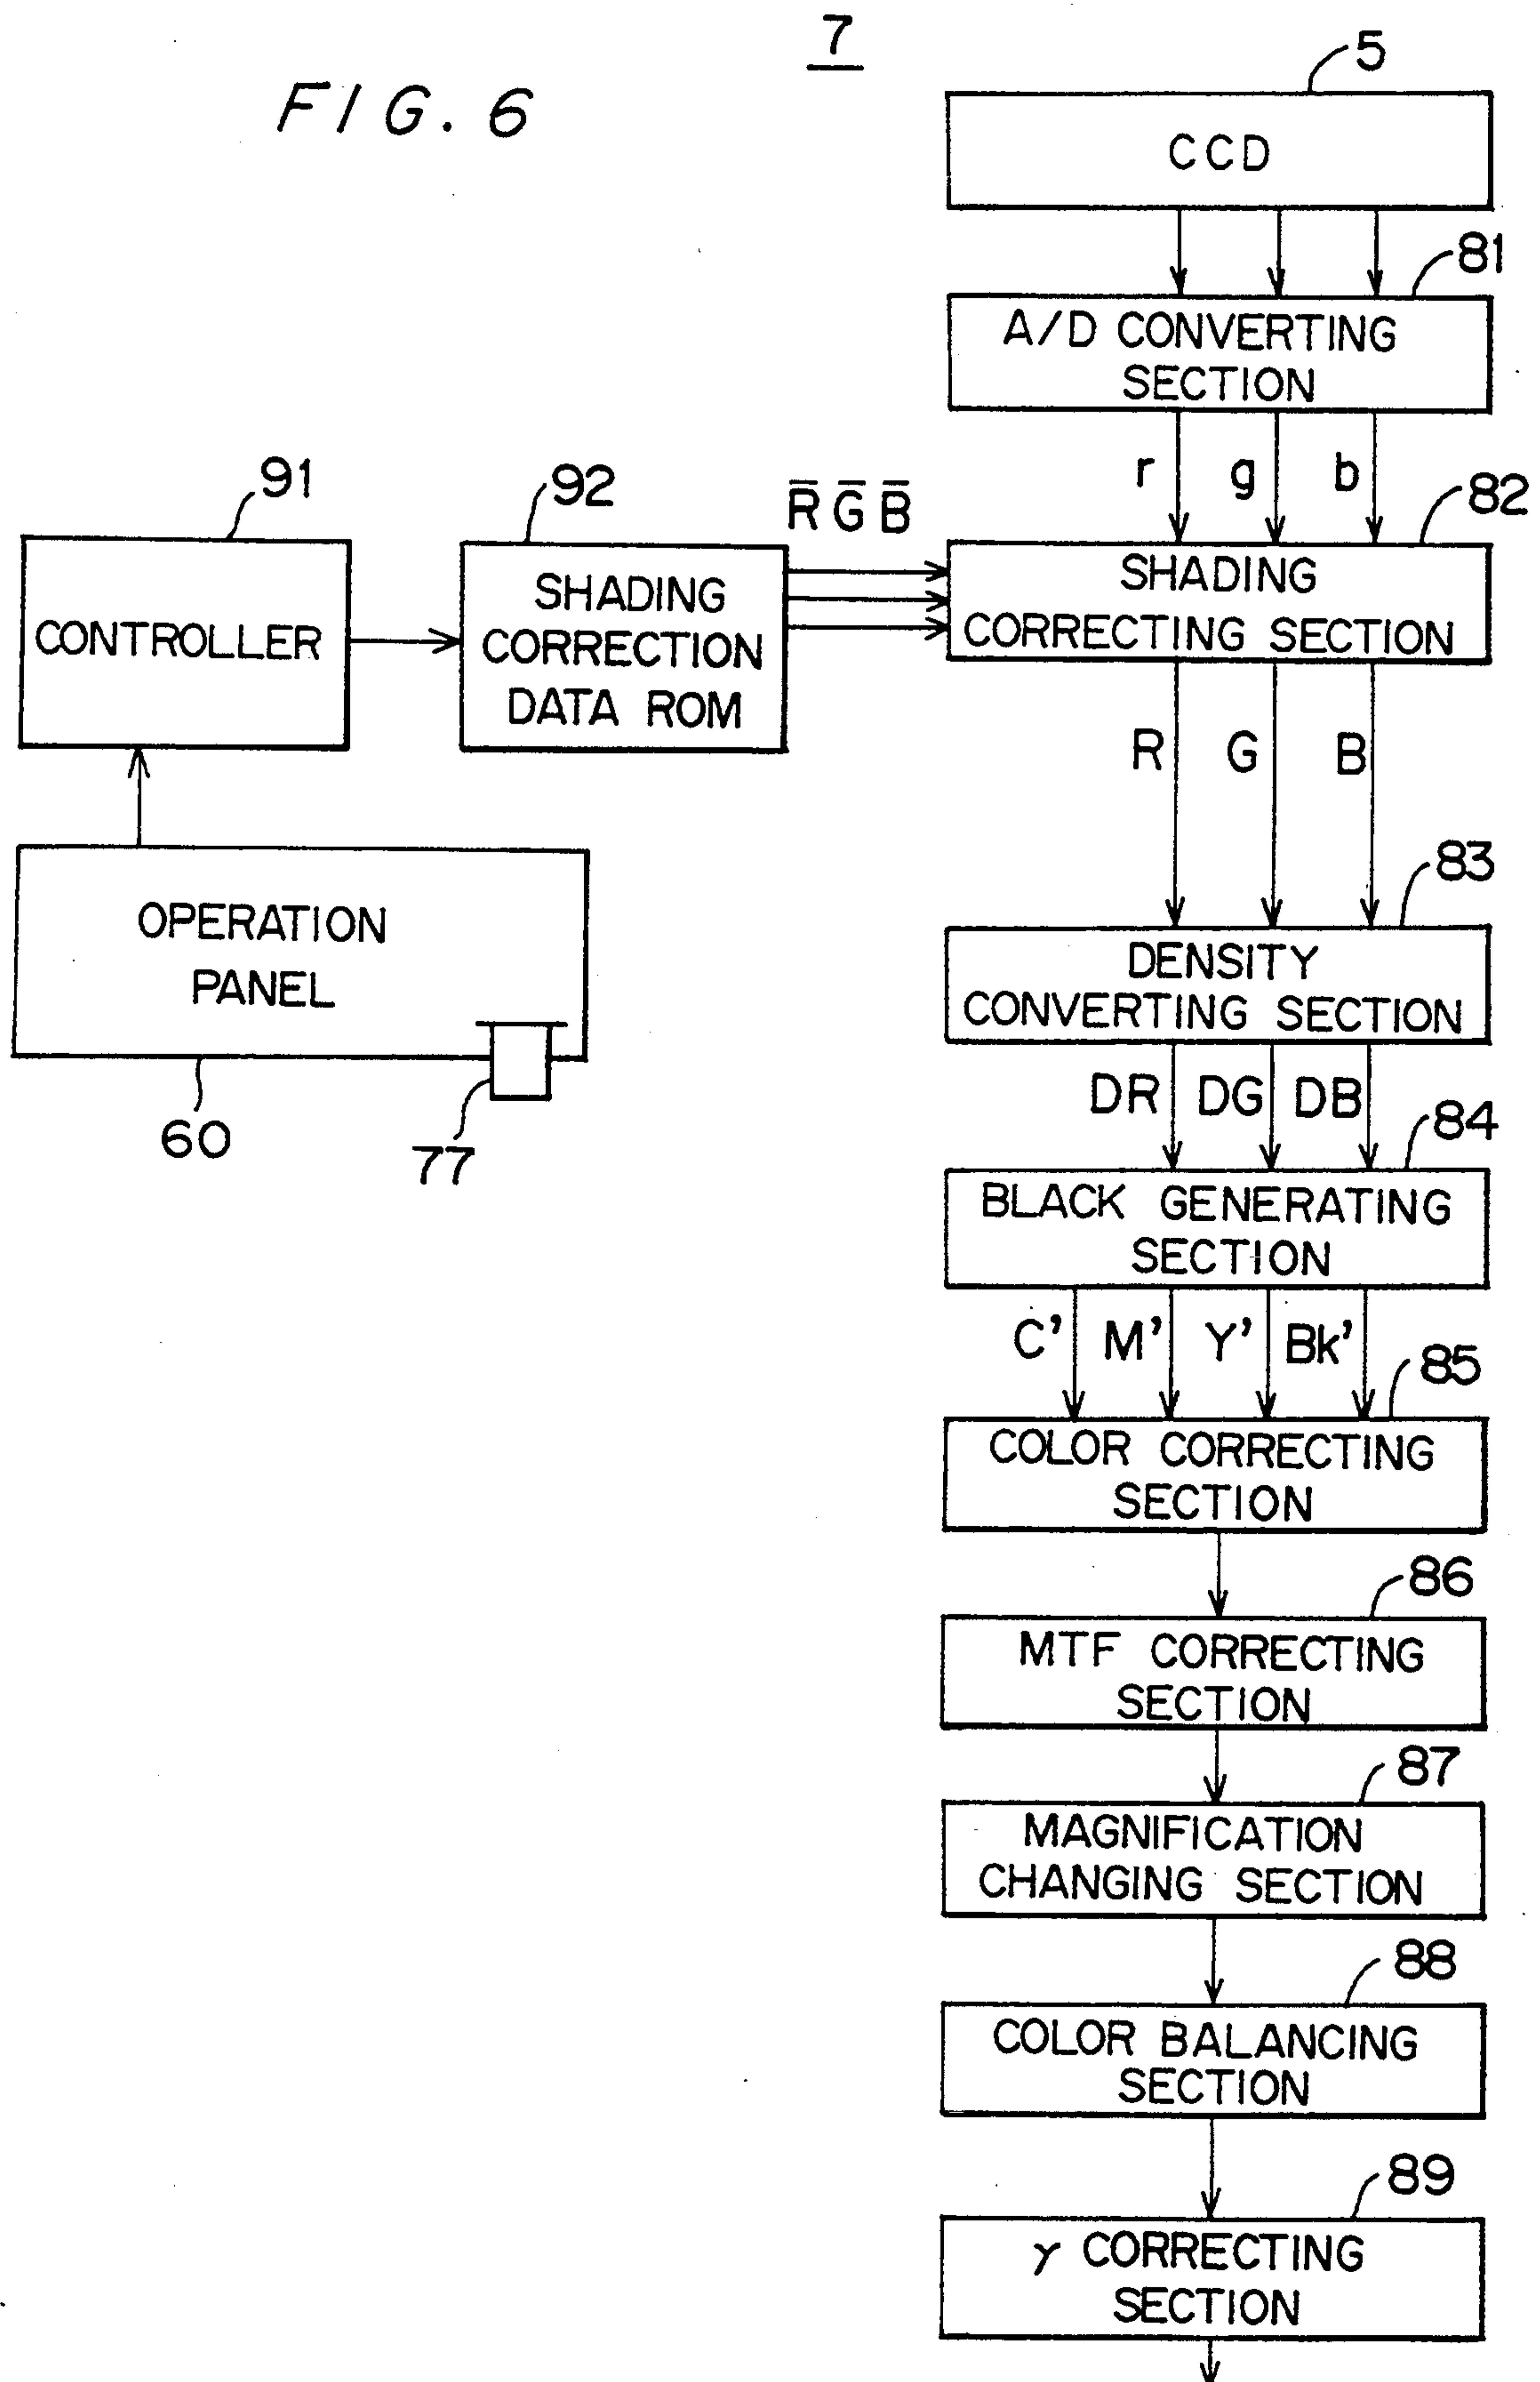 7
FIG. 6
5
CCD
81
A/D CONVERTING
SECTION
r g b
91
92
R̅ G̅ B̅
82
CONTROLLER
SHADING
CORRECTION
DATA ROM
SHADING
CORRECTING SECTION
R G B
OPERATION
PANEL
60
77
83
DENSITY
CONVERTING SECTION
DR DG DB
84
BLACK GENERATING
SECTION
C' M' Y' Bk'
85
COLOR CORRECTING
SECTION
86
MTF CORRECTING
SECTION
87
MAGNIFICATION
CHANGING SECTION
88
COLOR BALANCING
SECTION
89
γ CORRECTING
SECTION